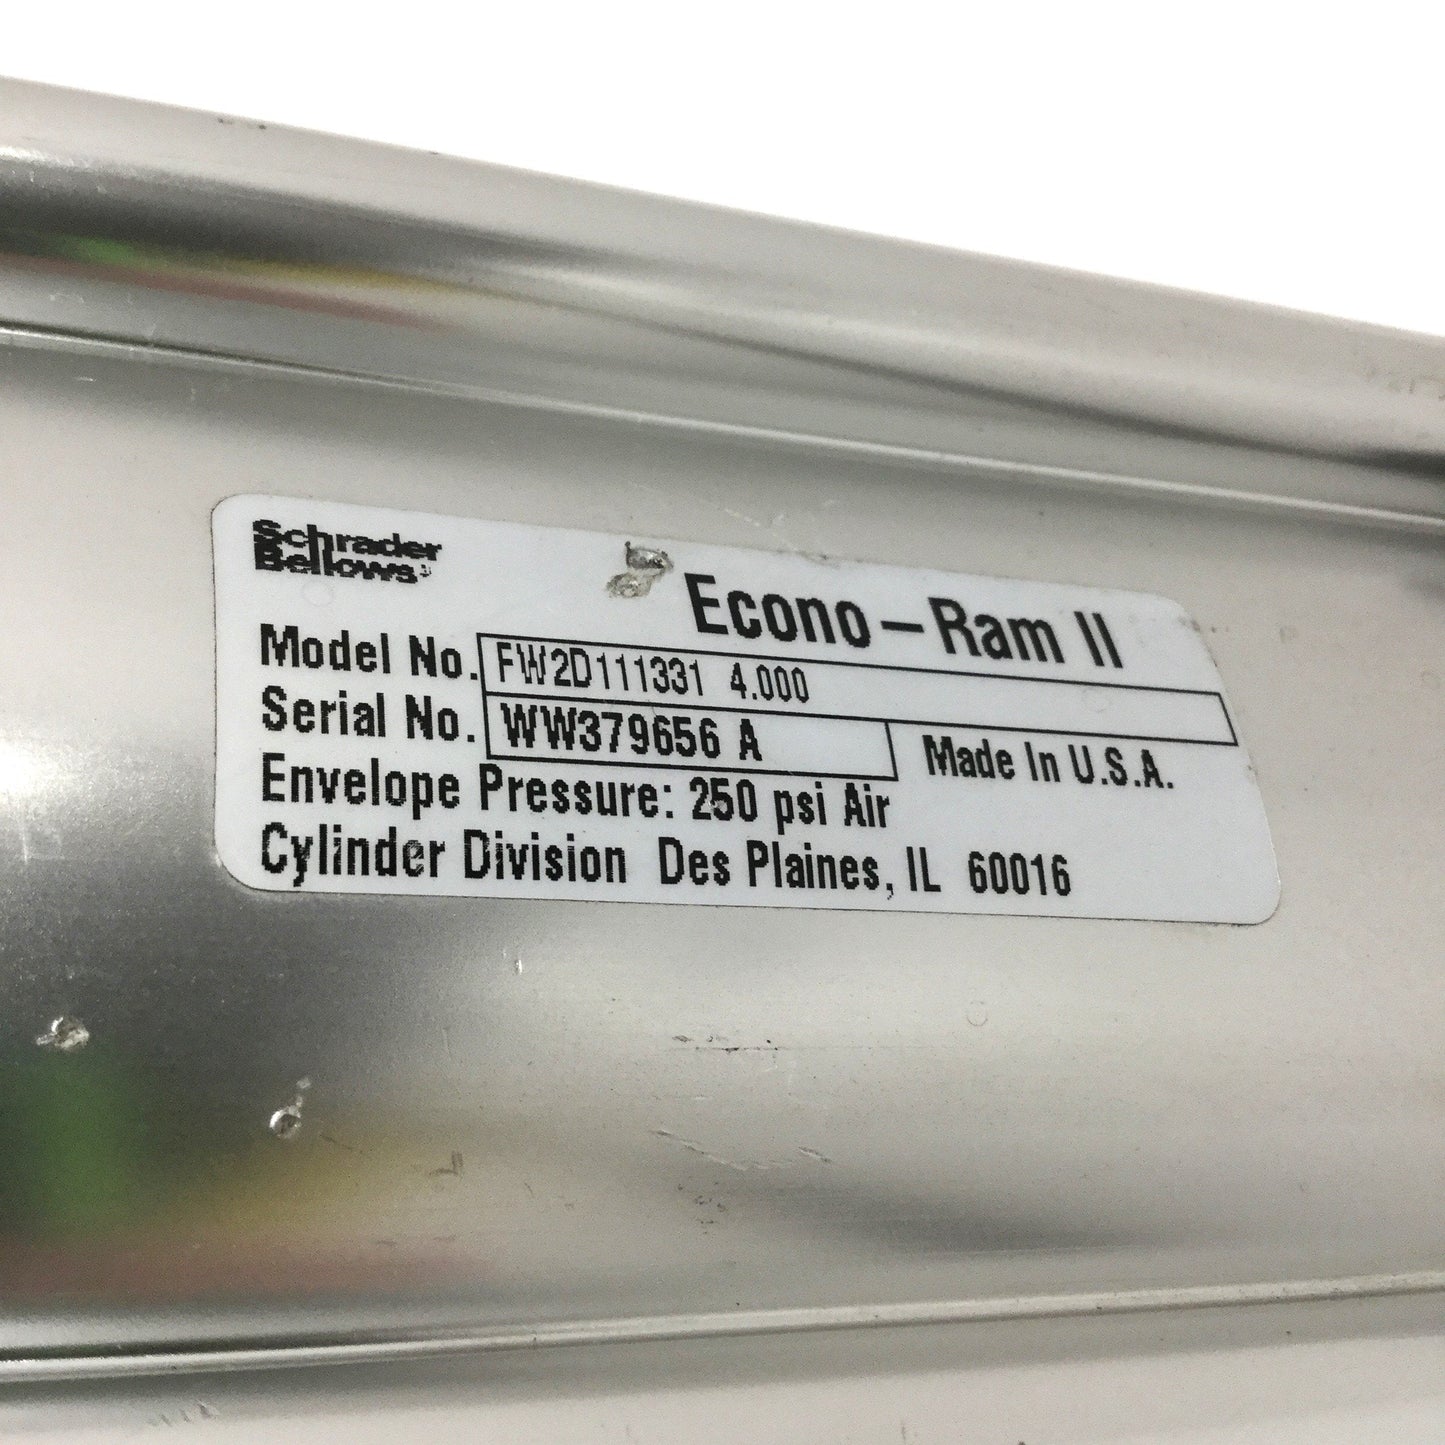 Schrader
Bellows
Econo-Ram II
Model No. FW2D111331 4.000
Serial No. WW379656 A Made In U.S.A.
Envelope Pressure: 250 psi Air
Cylinder Division Des Plaines, IL 60016